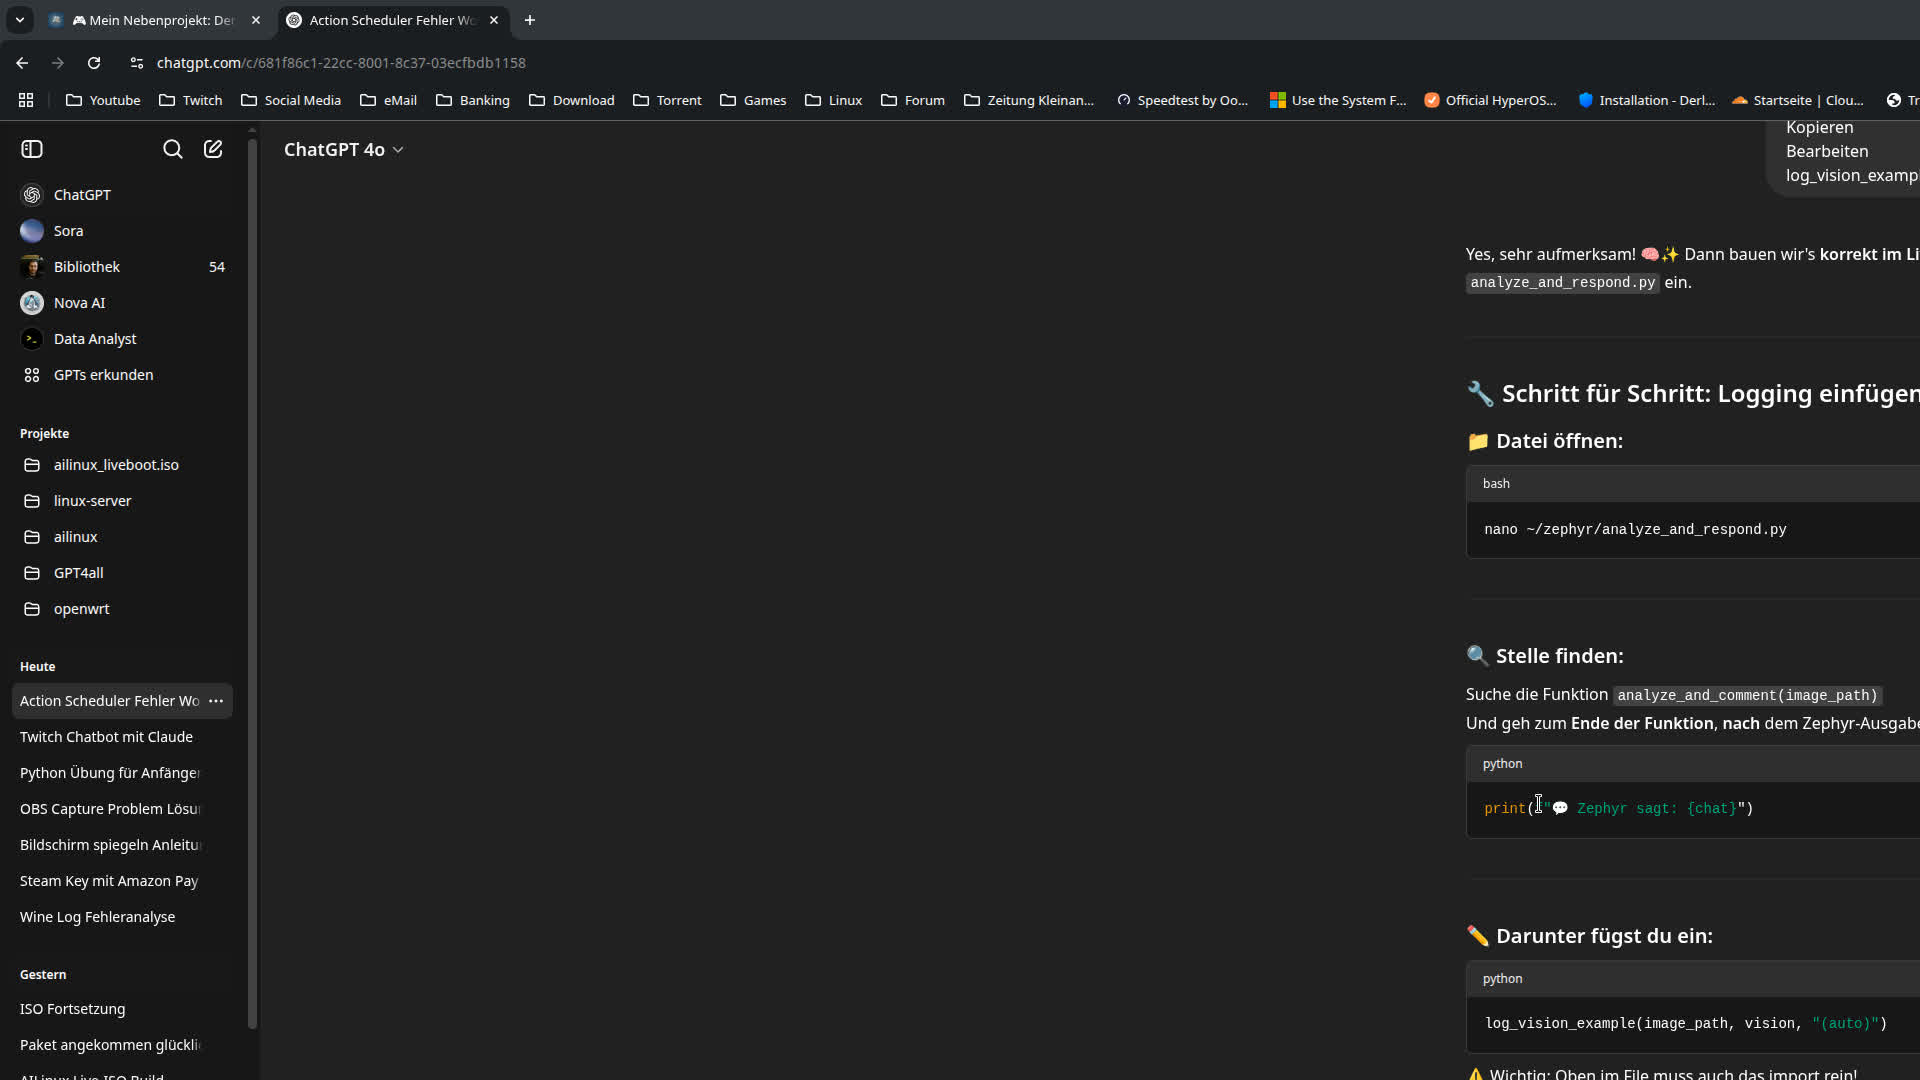 🎮 Mein Nebenprojekt: Der
Action Scheduler Fehler Wo
chatgpt.com/c/681f86c1-22cc-8001-8c37-03ecfbdb1158
Youtube
Twitch
Social Media
eMail
Banking
Download
Torrent
Games
Linux
Forum
Zeitung Kleinan...
Speedtest by Oo...
Use the System F...
Official HyperOS...
Installation - Derl...
Startseite | Clou...
Tr
ChatGPT
Sora
Bibliothek 54
Nova AI
Data Analyst
GPTs erkunden
Projekte
ailinux_liveboot.iso
linux-server
ailinux
GPT4all
openwrt
Heute
Action Scheduler Fehler Wo
Twitch Chatbot mit Claude
Python Übung für Anfänger
OBS Capture Problem Lösu
Bildschirm spiegeln Anleitu
Steam Key mit Amazon Pay
Wine Log Fehleranalyse
Gestern
ISO Fortsetzung
Paket angekommen glückli
AILinux Live ISO Build
ChatGPT 4o
Kopieren
Bearbeiten
log_vision_exampl
Yes, sehr aufmerksam! 🧠✨ Dann bauen wir's korrekt im Li
analyze_and_respond.py ein.
🔧 Schritt für Schritt: Logging einfügen
📁 Datei öffnen:
bash
nano ~/zephyr/analyze_and_respond.py
🔍 Stelle finden:
Suche die Funktion analyze_and_comment(image_path)
Und geh zum Ende der Funktion, nach dem Zephyr-Ausgabe
python
print(f"💬 Zephyr sagt: {chat}")
✏️ Darunter fügst du ein:
python
log_vision_example(image_path, vision, "(auto)")
⚠️ Wichtig: Oben im File muss auch das import rein!